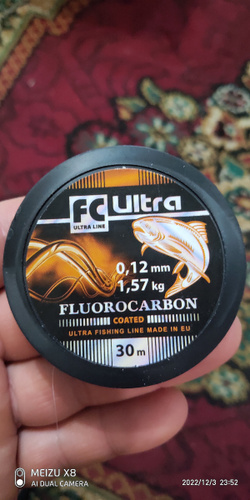 FC Ultra
ULTRA LINE
0,12 mm
1,57 kg
FLUOROCARBON
COATED
ULTRA FISHING LINE MADE IN EU
30 m
MEIZU X8
AI DUAL CAMERA
2022/12/3 23:52